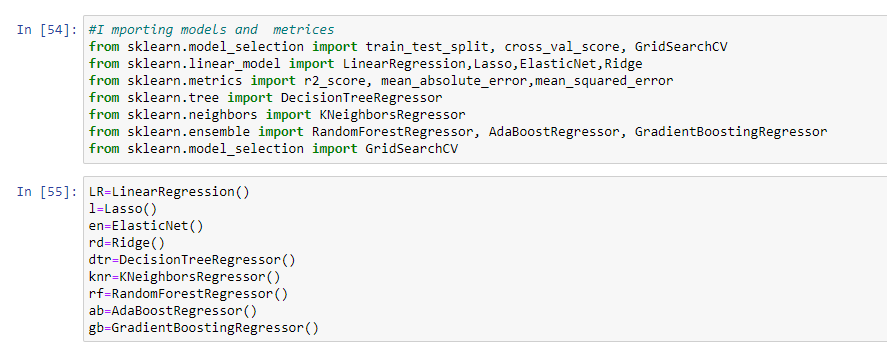 In [54]: #I mporting models and  metrices
from sklearn.model_selection import train_test_split, cross_val_score, GridSearchCV
from sklearn.linear_model import LinearRegression,Lasso,ElasticNet,Ridge
from sklearn.metrics import r2_score, mean_absolute_error,mean_squared_error
from sklearn.tree import DecisionTreeRegressor
from sklearn.neighbors import KNeighborsRegressor
from sklearn.ensemble import RandomForestRegressor, AdaBoostRegressor, GradientBoostingRegressor
from sklearn.model_selection import GridSearchCV
In [55]: LR=LinearRegression()
l=Lasso()
en=ElasticNet()
rd=Ridge()
dtr=DecisionTreeRegressor()
knr=KNeighborsRegressor()
rf=RandomForestRegressor()
ab=AdaBoostRegressor()
gb=GradientBoostingRegressor()